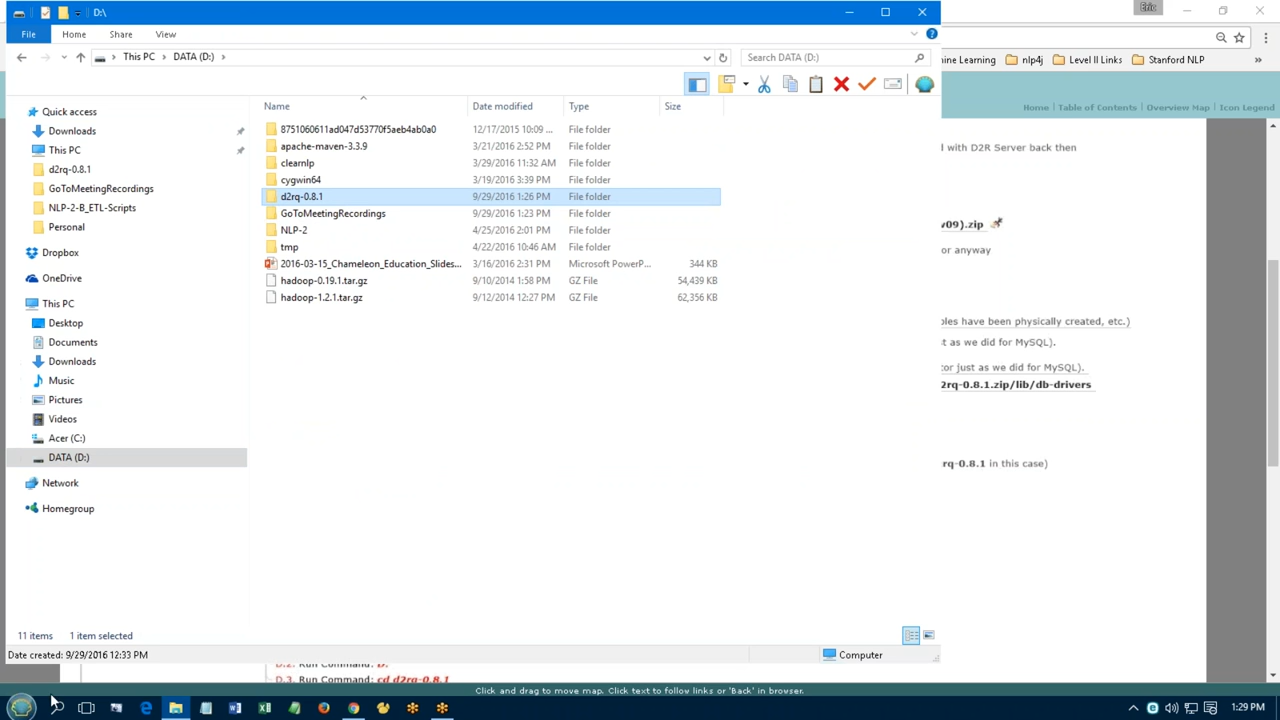 D:\
Eric
File
Home
Share
View
This PC
DATA (D:)
Search DATA (D:)
nlp4j
Level II Links
Stanford NLP
Home | Table of Contents | Overview Map | Icon Legend
Name
Date modified
Type
Size
Quick access
Downloads
This PC
d2rq-0.8.1
GoToMeetingRecordings
NLP-2-B_ETL-Scripts
Personal
Dropbox
OneDrive
This PC
Desktop
Documents
Downloads
Music
Pictures
Videos
Acer (C:)
DATA (D:)
Network
Homegroup
8751060611ad047d53770f5aeb4ab0a0 12/17/2015 10:09 ... File folder
apache-maven-3.3.9 3/21/2016 2:52 PM File folder
clearnlp 3/29/2016 11:32 AM File folder
cygwin64 3/19/2016 3:39 PM File folder
d2rq-0.8.1 9/29/2016 1:26 PM File folder
GoToMeetingRecordings 9/29/2016 1:23 PM File folder
NLP-2 4/25/2016 2:01 PM File folder
tmp 4/22/2016 10:46 AM File folder
2016-03-15_Chameleon_Education_Slides... 3/16/2016 2:31 PM Microsoft PowerP... 344 KB
hadoop-0.19.1.tar.gz 9/10/2014 1:58 PM GZ File 54,439 KB
hadoop-1.2.1.tar.gz 9/12/2014 12:27 PM GZ File 62,356 KB
d with D2R Server back then
v09).zip
or anyway
les have been physically created, etc.)
t as we did for MySQL).
tor just as we did for MySQL).
2rq-0.8.1.zip/lib/db-drivers
rq-0.8.1 in this case)
11 items 1 item selected
Date created: 9/29/2016 12:33 PM
Computer
D.2. Run Command: D:
D.3. Run Command: cd d2rq-0.8.1
Click and drag to move map. Click text to follow links or 'Back' in browser.
1:29 PM